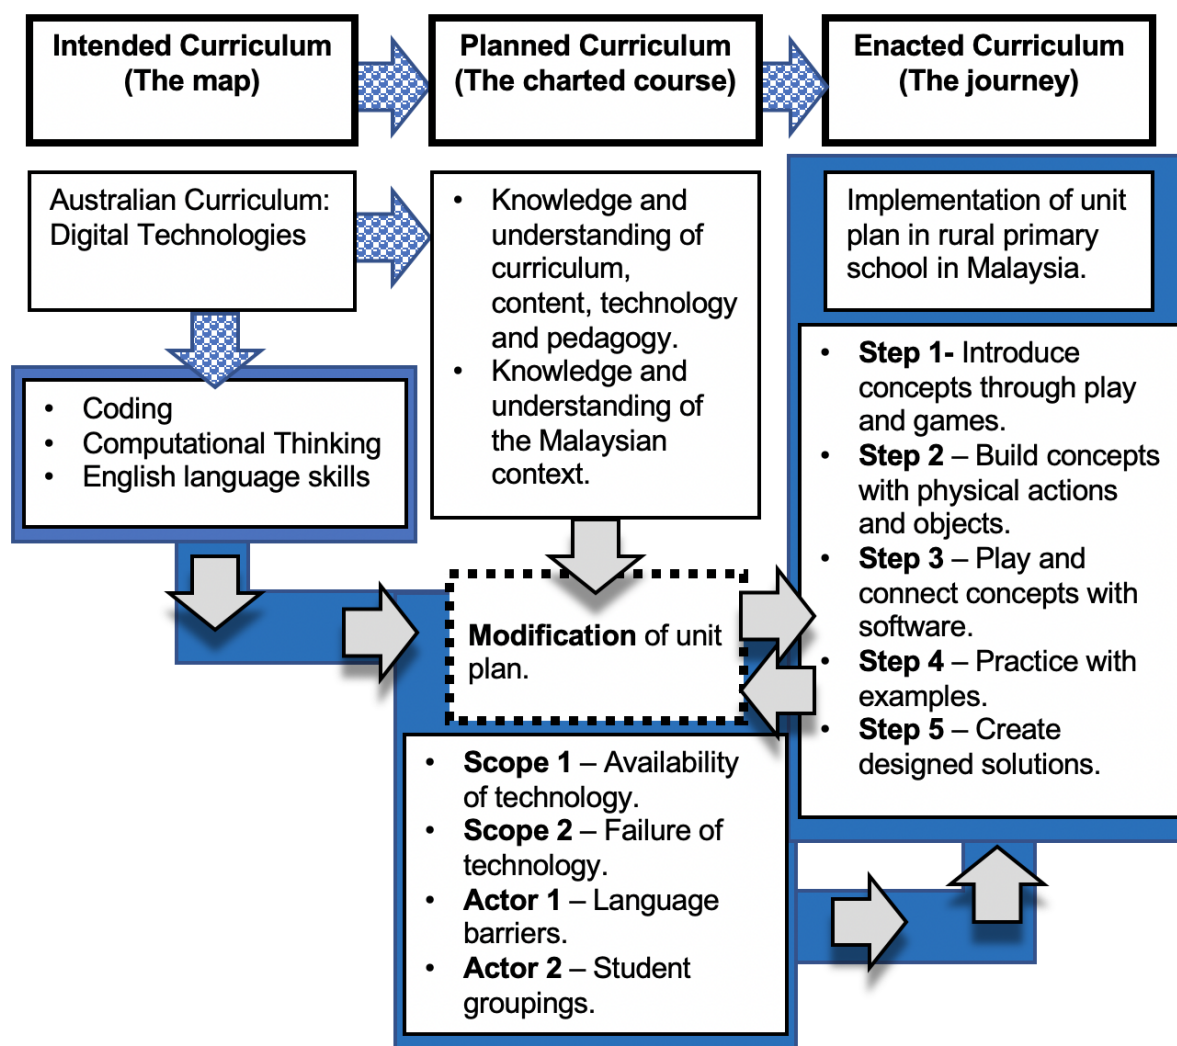 Intended Curriculum
(The map)
Planned Curriculum
(The charted course)
Enacted Curriculum
(The journey)
Australian Curriculum:
Digital Technologies
• Coding
• Computational Thinking
• English language skills
• Knowledge and
understanding of
curriculum,
content, technology
and pedagogy.
• Knowledge and
understanding of
the Malaysian
context.
Modification of unit
plan.
• Scope 1 – Availability
of technology.
• Scope 2 – Failure of
technology.
• Actor 1 – Language
barriers.
• Actor 2 – Student
groupings.
Implementation of unit
plan in rural primary
school in Malaysia.
• Step 1- Introduce
concepts through play
and games.
• Step 2 – Build concepts
with physical actions
and objects.
• Step 3 – Play and
connect concepts with
software.
• Step 4 – Practice with
examples.
• Step 5 – Create
designed solutions.